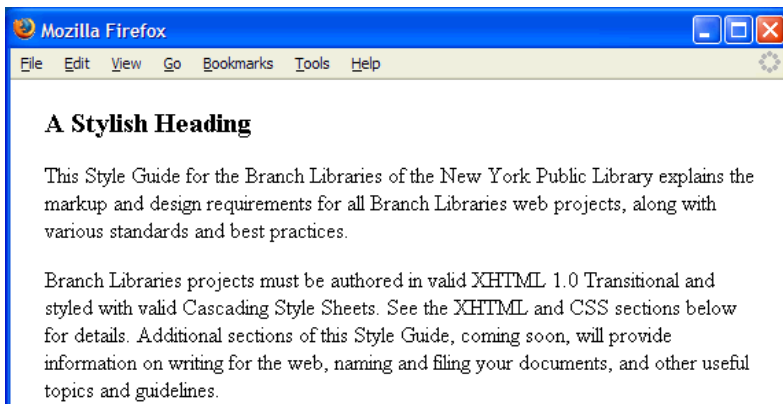 Mozilla Firefox
File Edit View Go Bookmarks Tools Help
A Stylish Heading
This Style Guide for the Branch Libraries of the New York Public Library explains the
markup and design requirements for all Branch Libraries web projects, along with
various standards and best practices.
Branch Libraries projects must be authored in valid XHTML 1.0 Transitional and
styled with valid Cascading Style Sheets. See the XHTML and CSS sections below
for details. Additional sections of this Style Guide, coming soon, will provide
information on writing for the web, naming and filing your documents, and other useful
topics and guidelines.